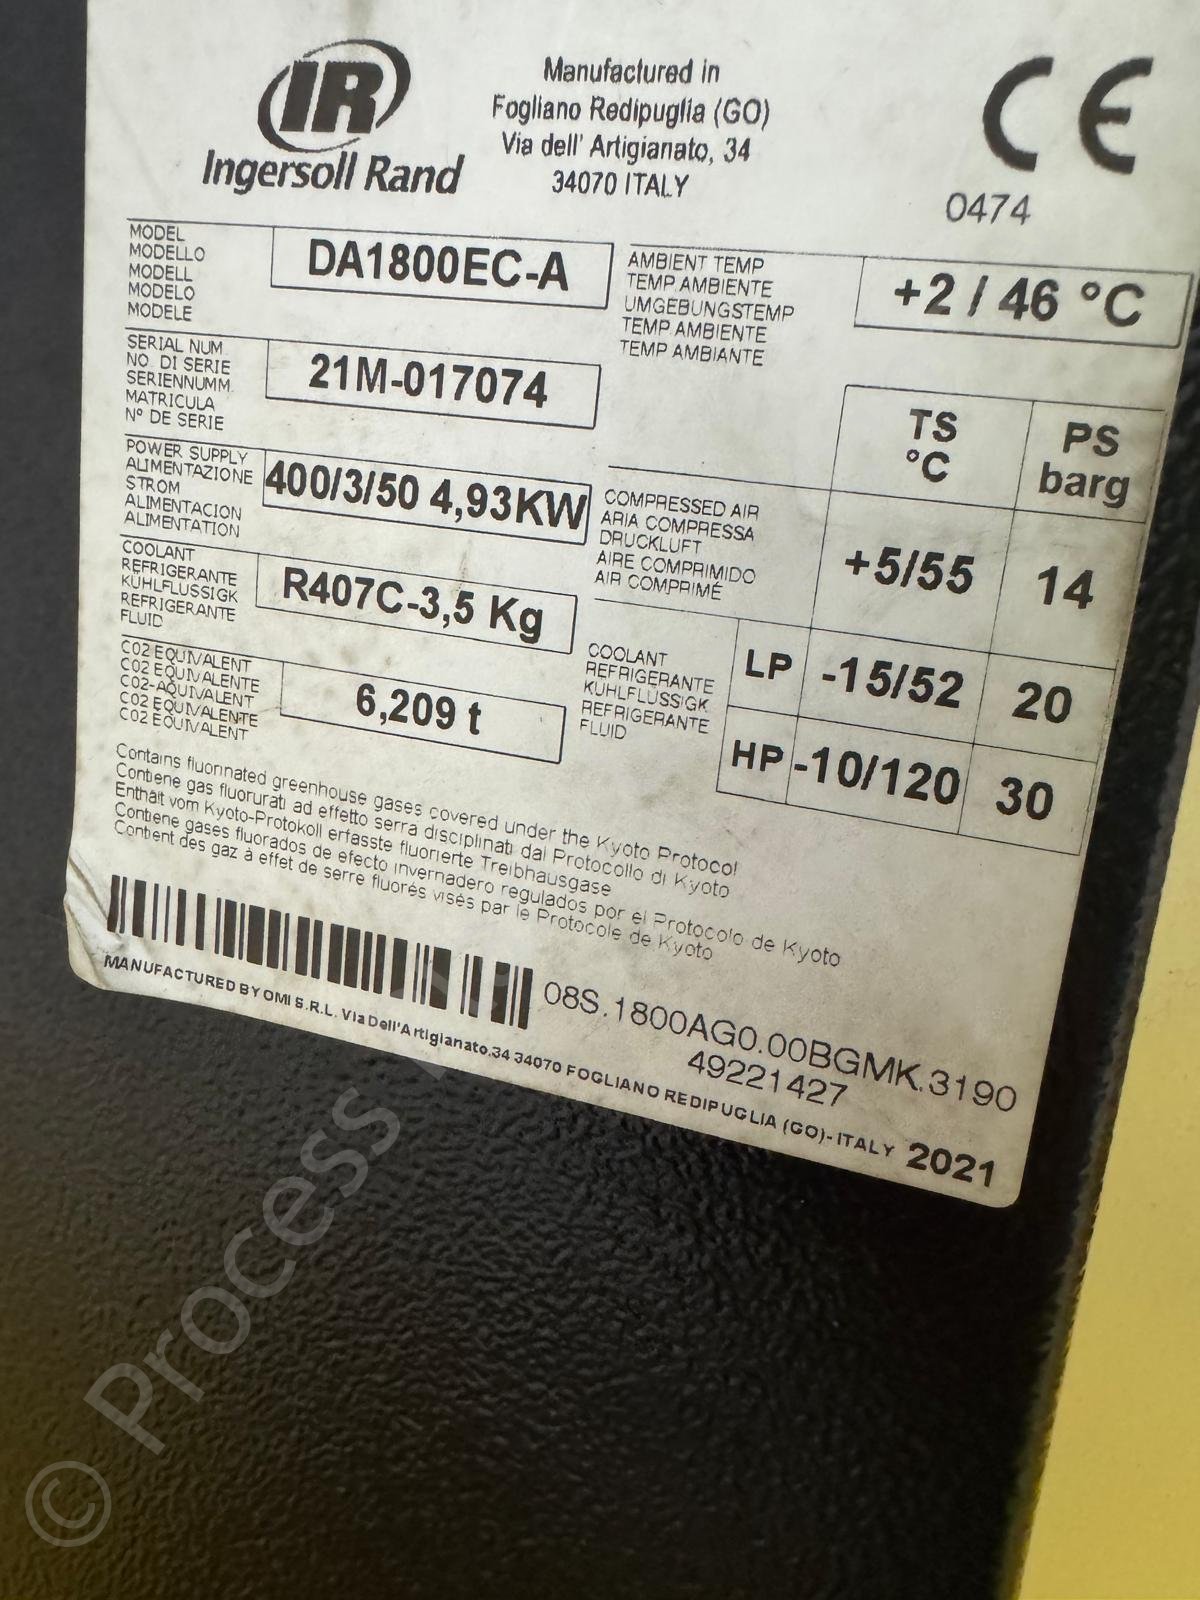 IR
Ingersoll Rand
Manufactured in
Fogliano Redipuglia (GO)
Via dell' Artigianato, 34
34070 ITALY
CE
0474
MODEL
MODELLO
MODELL
MODELO
MODELE
DA1800EC-A
SERIAL NUM.
NO. DI SERIE
SERIENNUMM.
MATRICULA
N° DE SERIE
21M-017074
POWER SUPPLY
ALIMENTAZIONE
STROM
ALIMENTACION
ALIMENTATION
400/3/50 4,93KW
COOLANT
REFRIGERANTE
KÜHLFLUSSIGK
REFRIGERANTE
FLUID
R407C-3,5 Kg
C02 EQUIVALENT
C02 EQUIVALENTE
C02-AQUIVALENT
C02 EQUIVALENTE
C02 EQUIVALENT
6,209 t
AMBIENT TEMP
TEMP.AMBIENTE
UMGEBUNGSTEMP
TEMP.AMBIENTE
TEMP AMBIANTE
+2 / 46 °C
TS
°C
PS
barg
COMPRESSED AIR
ARIA COMPRESSA
DRUCKLUFT
AIRE COMPRIMIDO
AIR COMPRIMÉ
+5/55
14
COOLANT
REFRIGERANTE
KÜHLFLUSSIGK
REFRIGERANTE
FLUID
LP
-15/52
20
HP
-10/120
30
Contains fluorinated greenhouse gases covered under the Kyoto Protocol
Contiene gas fluorurati ad effetto serra disciplinati dal Protocollo di Kyoto
Enthält vom Kyoto-Protokoll erfasste fluorierte Treibhausgase
Contiene gases fluorados de efecto invernadero regulados por el Protocolo de Kyoto
Contient des gaz à effet de serre fluorés visés par le Protocole de Kyoto
08S.1800AG0.00BGMK.3190
49221427
MANUFACTURED BY OMI S.R.L. Via Dell'Artigianato.34 34070 FOGLIANO REDIPUGLIA (GO)-ITALY 2021
© Process